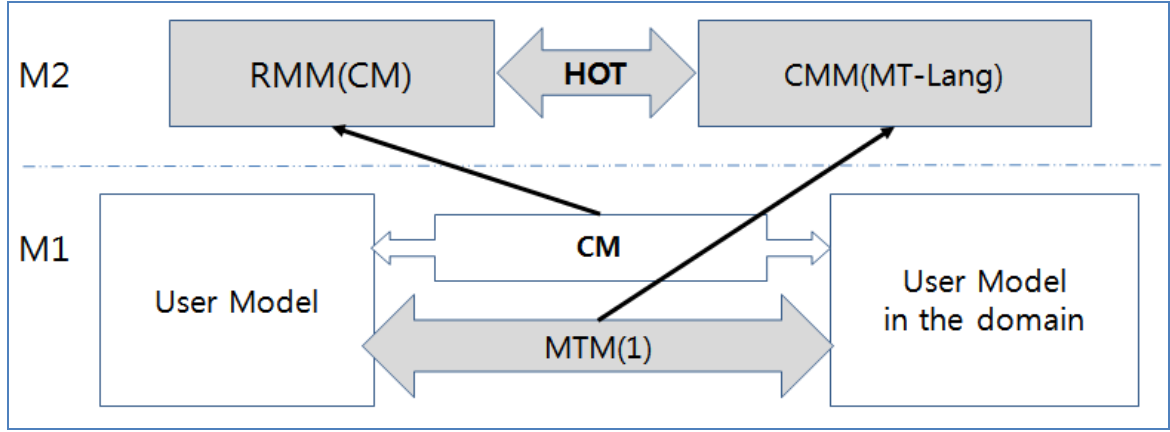 M2
RMM(CM)
HOT
CMM(MT-Lang)
M1
User Model
CM
MTM(1)
User Model
in the domain